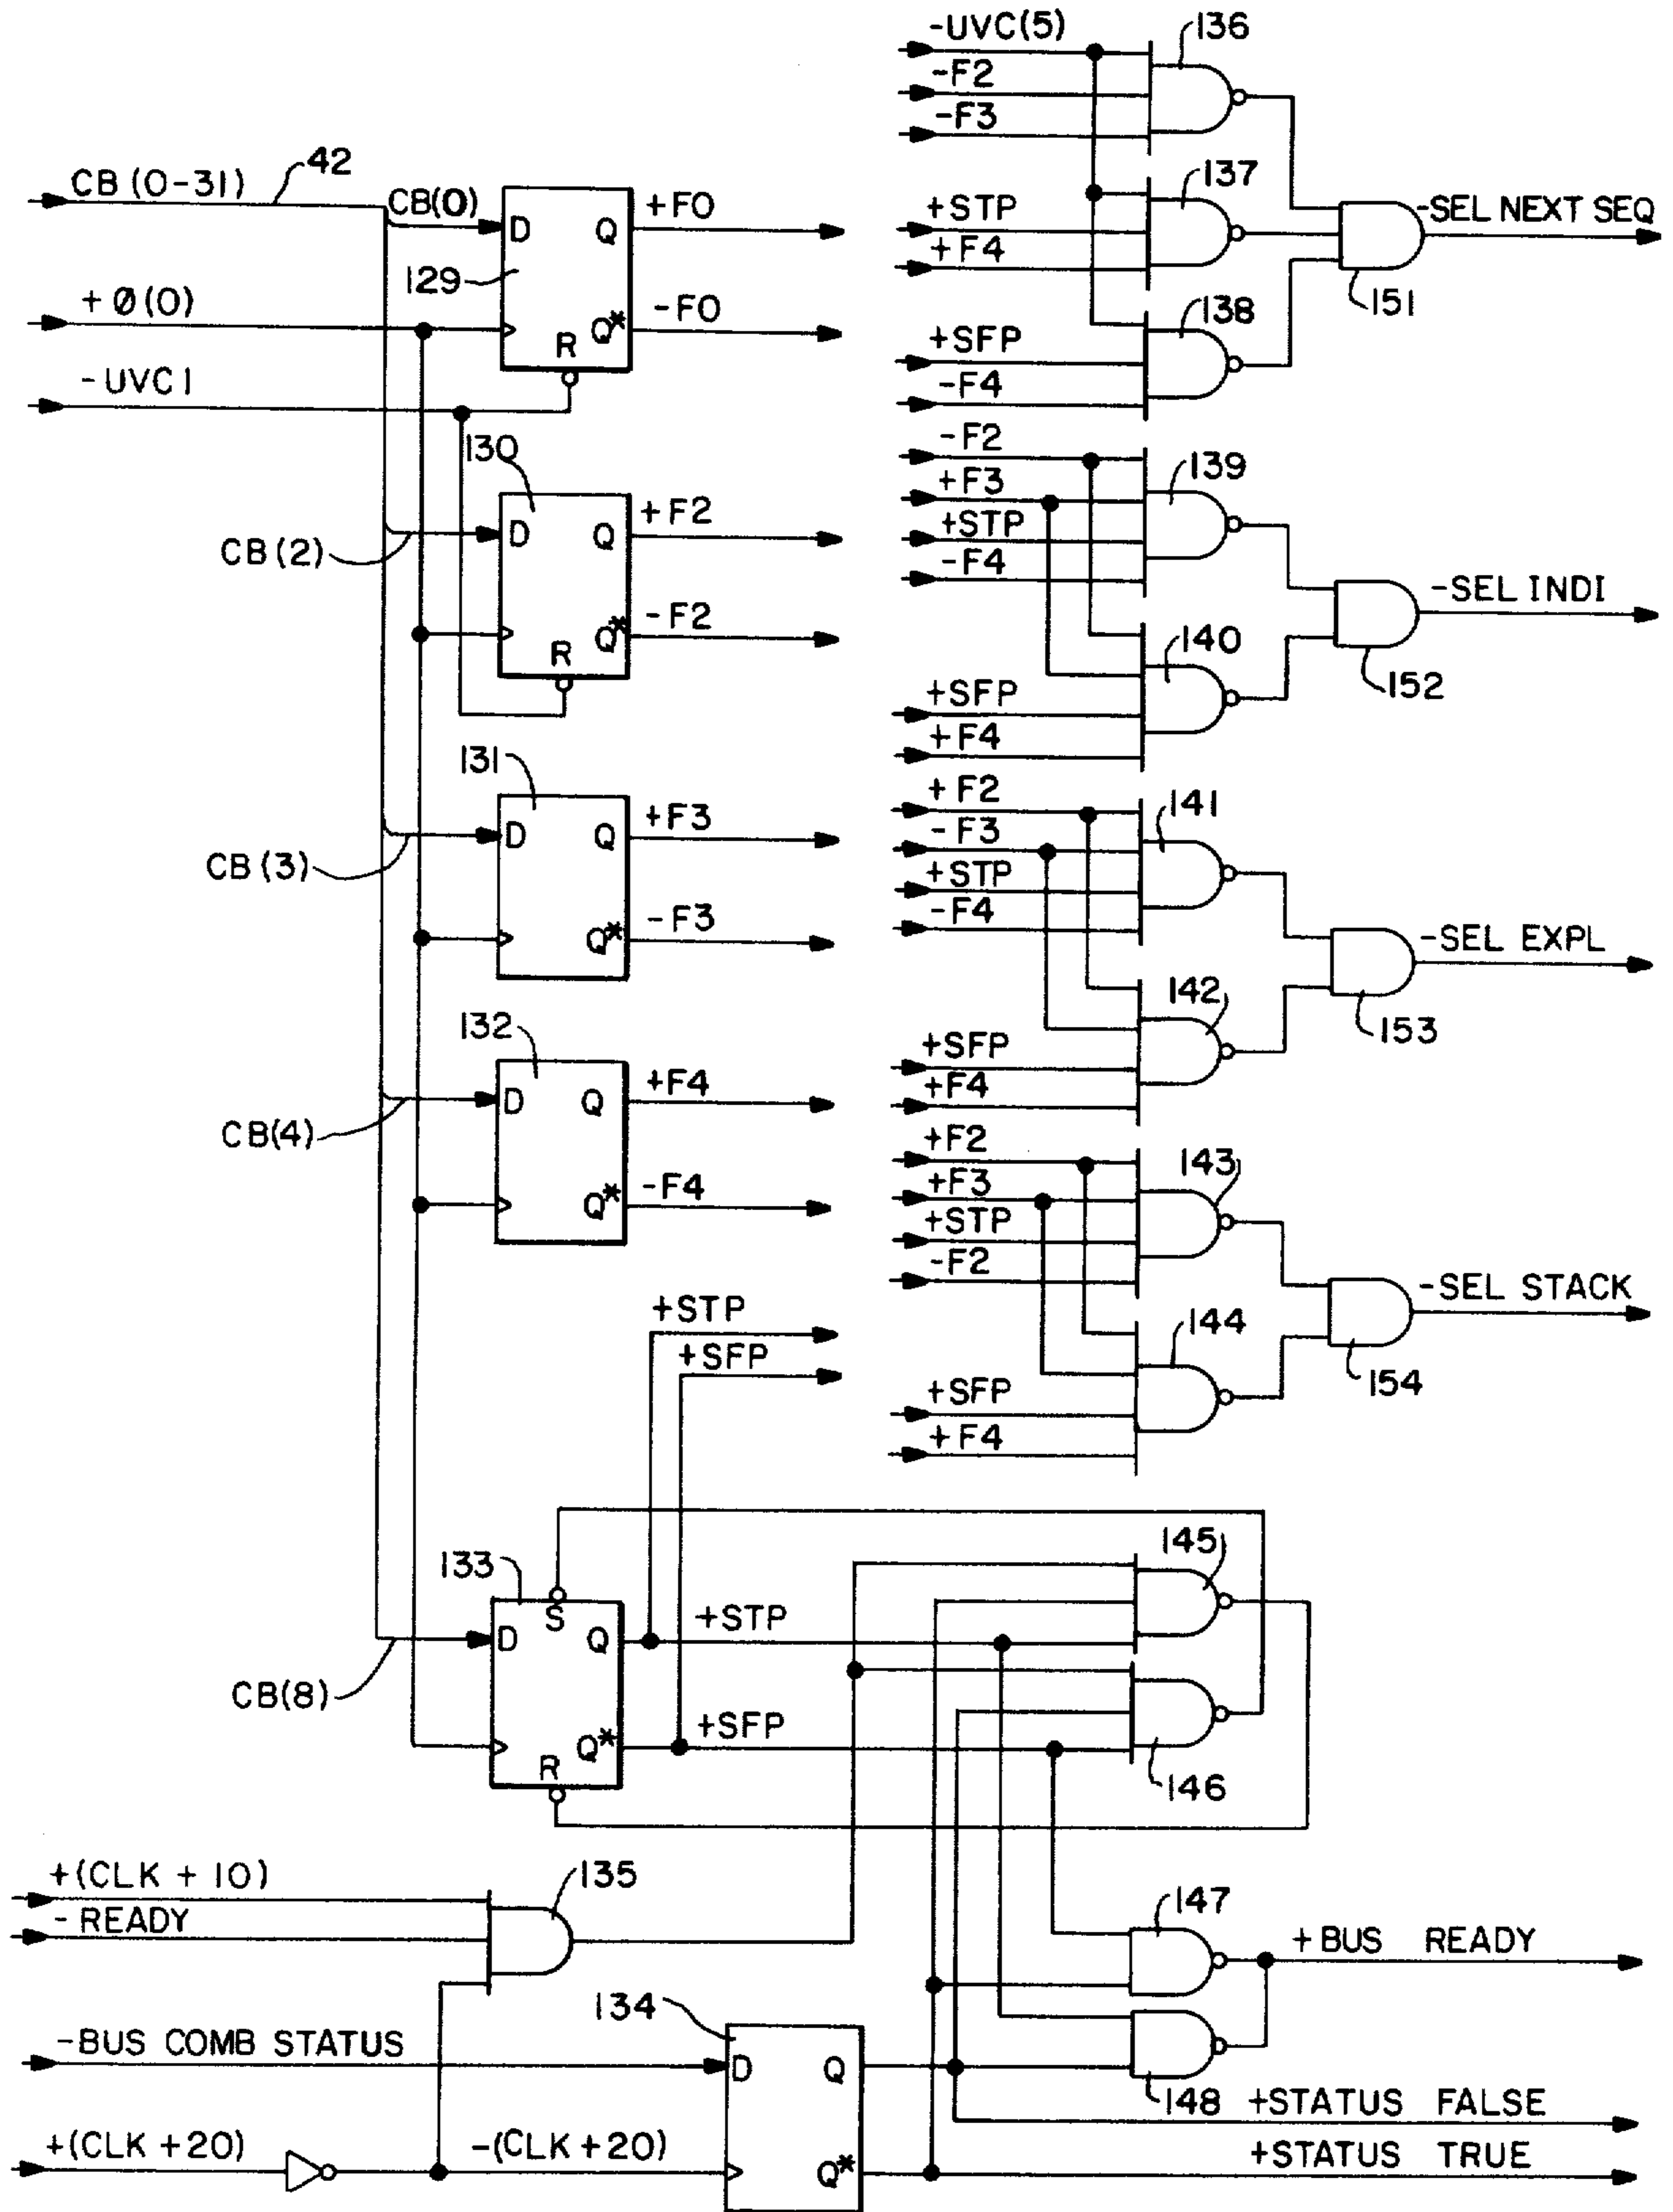 CB(0-31)
42
CB(0)
D
Q
+F0
129
+Ø(0)
R
Q*
-F0
-UVC1
130
D
Q
+F2
CB(2)
R
Q*
-F2
131
D
Q
+F3
CB(3)
Q*
-F3
132
D
Q
+F4
CB(4)
Q*
-F4
+STP
+SFP
133
S
D
Q
+STP
CB(8)
R
Q*
+SFP
+(CLK + 10)
- READY
135
-BUS COMB STATUS
134
D
Q
+(CLK +20)
-(CLK +20)
Q*
-UVC(5)
-F2
-F3
136
+STP
+F4
137
+SFP
-F4
138
-SEL NEXT SEQ
151
-F2
+F3
+STP
-F4
139
+SFP
+F4
140
-SEL INDI
152
+F2
-F3
+STP
-F4
141
+SFP
+F4
142
-SEL EXPL
153
+F2
+F3
+STP
-F2
143
+SFP
+F4
144
-SEL STACK
154
145
146
147
+BUS READY
148
+STATUS FALSE
+STATUS TRUE